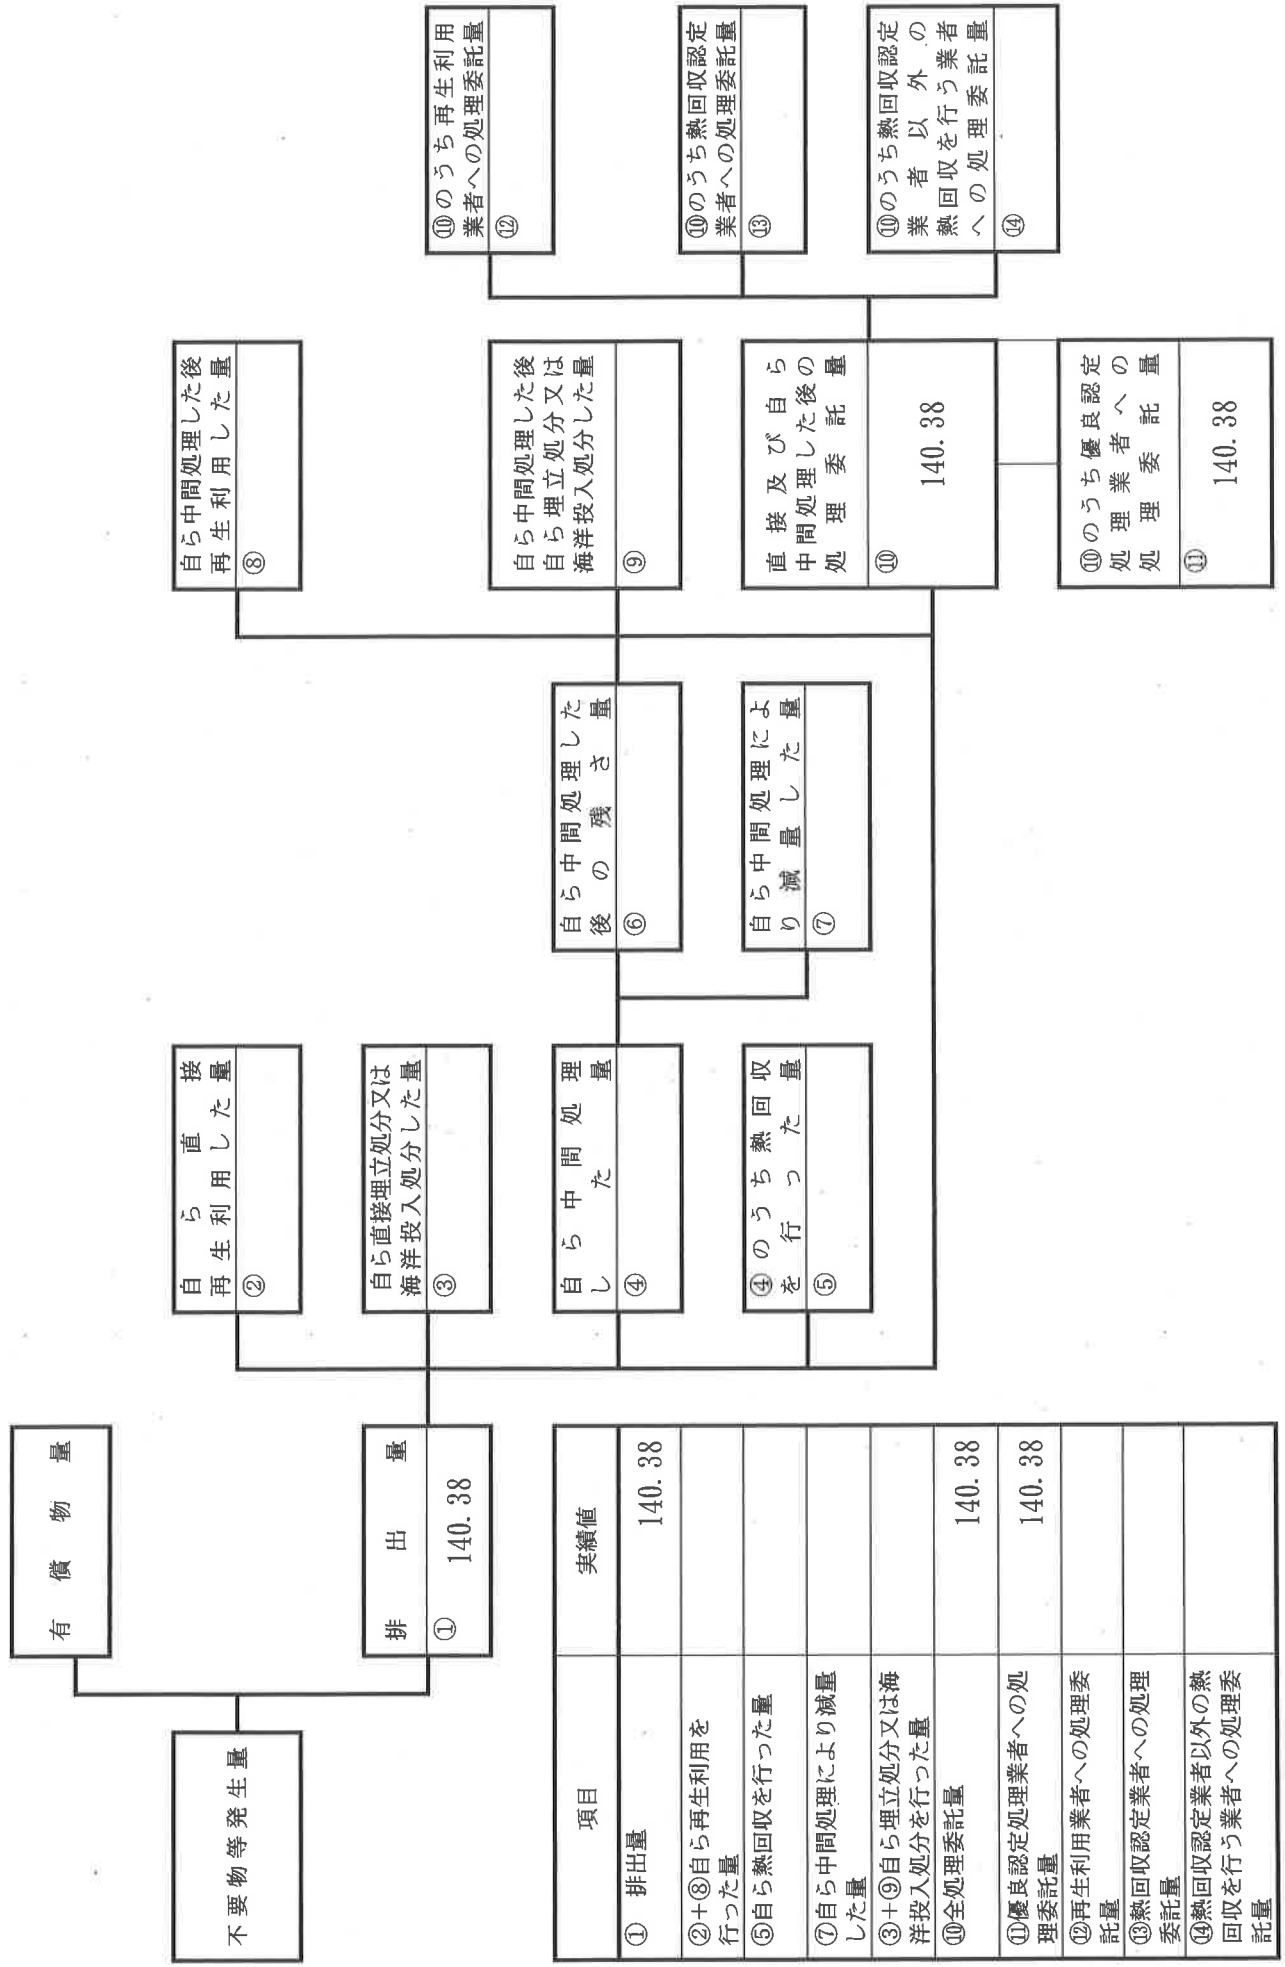 不要物等発生量
有償物量
排出量
① 140.38
自ら直接
再生利用した量
②
自ら直接埋立処分又は
海洋投入処分した量
③
自ら中間処理
した量
④
④のうち熱回収
を行った量
⑤
自ら中間処理した
後の残さ量
⑥
自ら中間処理によ
り減量した量
⑦
自ら中間処理した後
再生利用した量
⑧
自ら中間処理した後
自ら埋立処分又は
海洋投入処分した量
⑨
直接及び自ら
中間処理した後の
処理委託量
⑩ 140.38
⑩のうち優良認定
処理業者への
処理委託量
⑪ 140.38
⑩のうち再生利用
業者への処理委託量
⑫
⑩のうち熱回収認定
業者への処理委託量
⑬
⑩のうち熱回収認定
業者以外の
熱回収を行う業者
への処理委託量
⑭
項目 実績値
① 排出量 140.38
②+⑧自ら再生利用を
行った量
⑤自ら熱回収を行った量
⑦自ら中間処理により減量
した量
③+⑨自ら埋立処分又は海
洋投入処分を行った量
⑩全処理委託量 140.38
⑪優良認定処理業者への処
理委託量 140.38
⑫再生利用業者への処理委
託量
⑬熱回収認定業者への処理
委託量
⑭熱回収認定業者以外の熱
回収を行う業者への処理委
託量